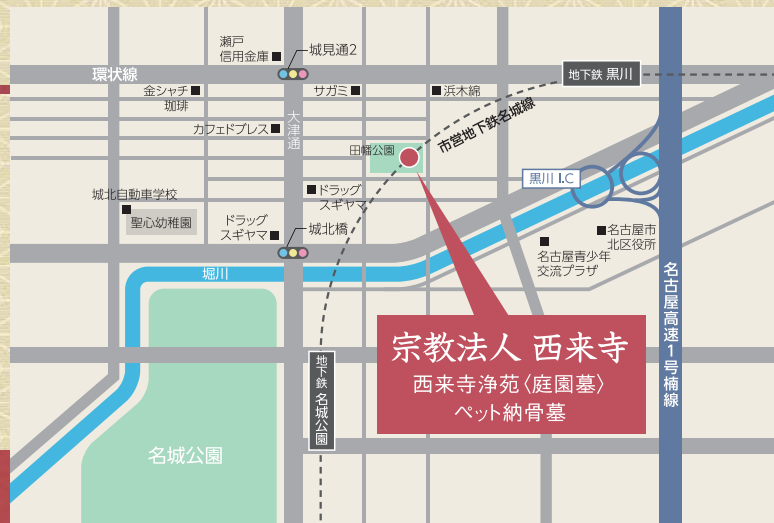 瀬戸
信用金庫
城見通2
環状線
地下鉄 黒川
金シャチ
珈琲
サガミ
浜木綿
カフェドプレス
大津通
市営地下鉄名城線
田幡公園
黒川 I.C
城北自動車学校
聖心幼稚園
ドラッグ
スギヤマ
ドラッグ
スギヤマ
城北橋
名古屋市
北区役所
名古屋青少年
交流プラザ
堀川
名古屋高速1号楠線
宗教法人 西来寺
西来寺浄苑〈庭園墓〉
ペット納骨墓
地下鉄 名城公園
名城公園